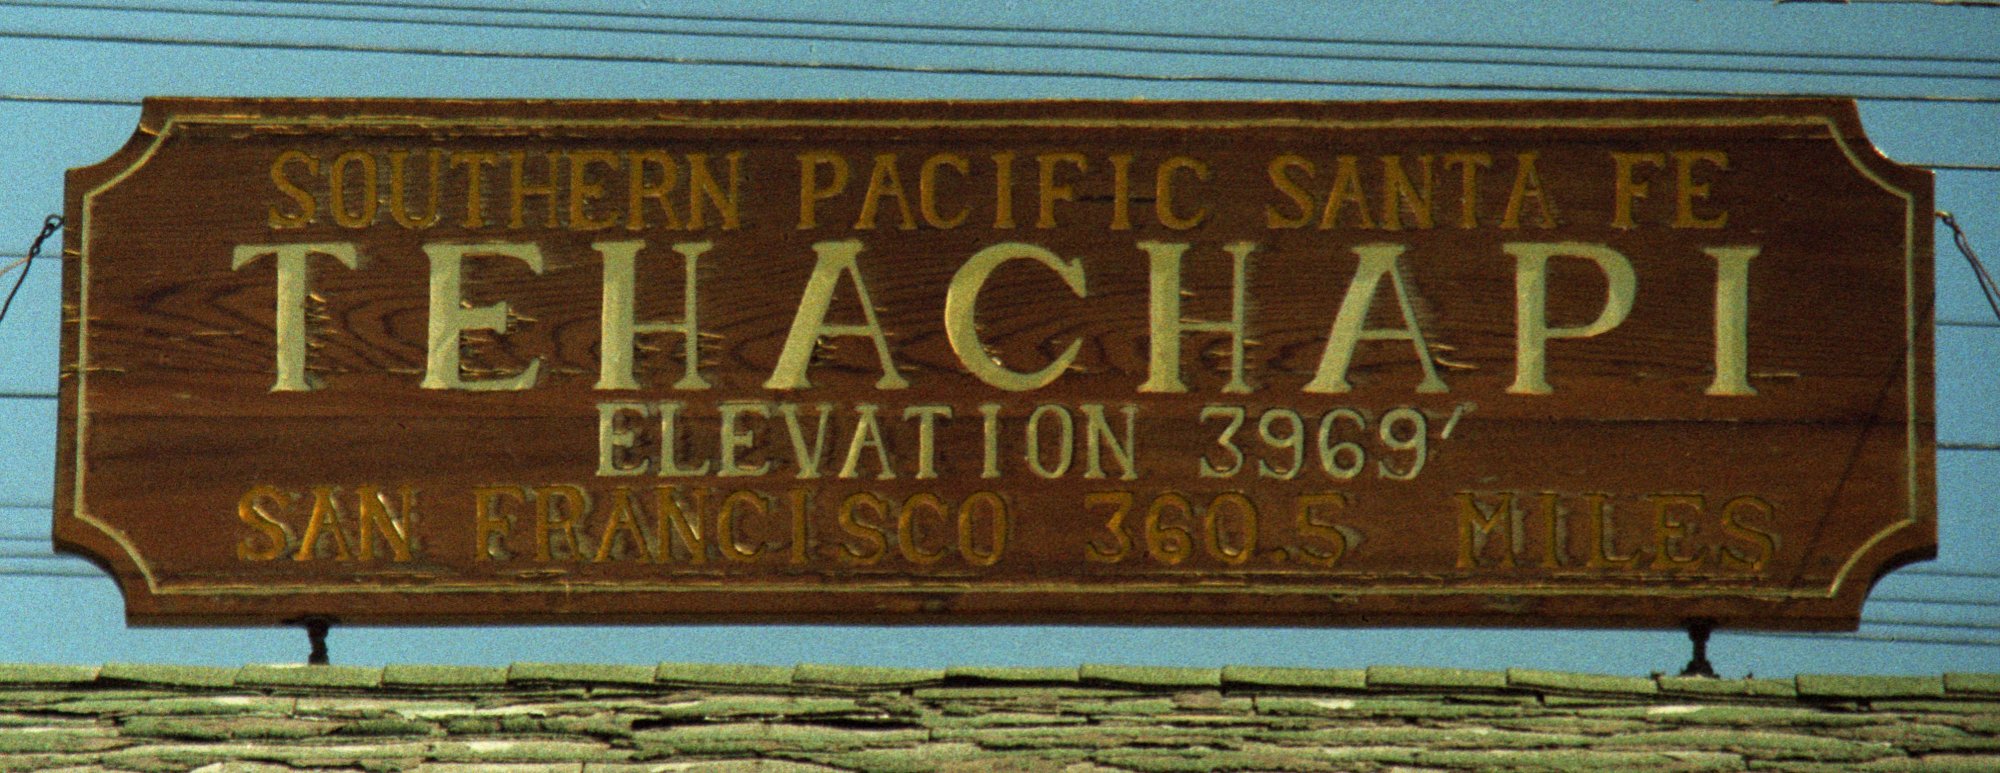 SOUTHERN PACIFIC SANTA FE
TEHACHAPI
ELEVATION 3969′
SAN FRANCISCO 360.5 MILES